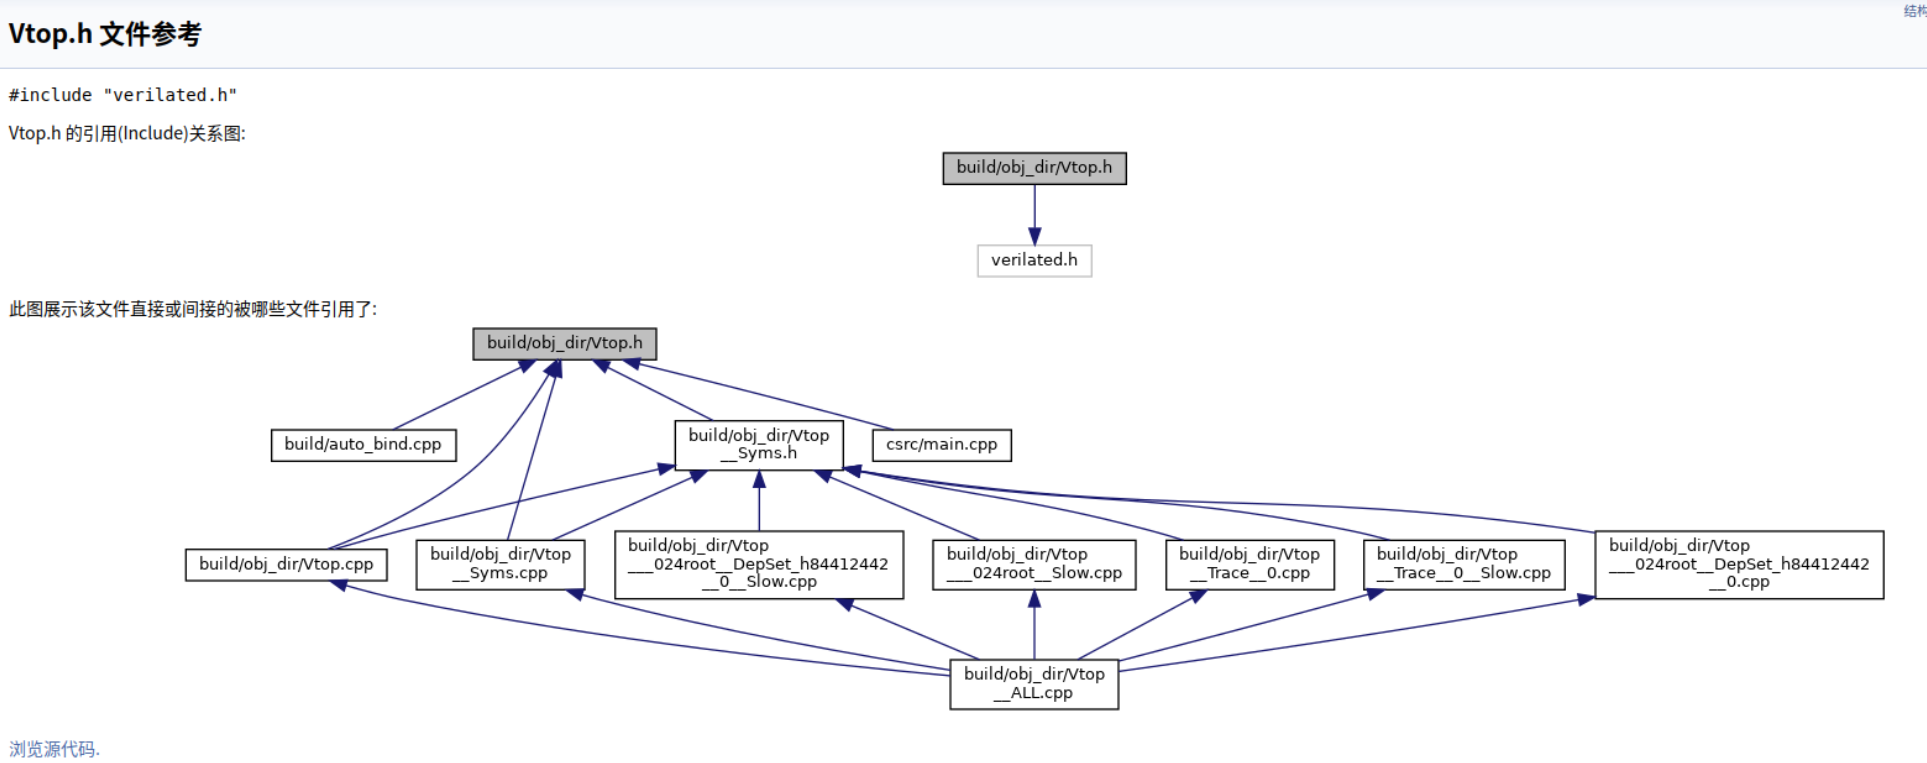 结构
Vtop.h 文件参考
#include "verilated.h"
Vtop.h 的引用(Include)关系图:
build/obj_dir/Vtop.h
verilated.h
此图展示该文件直接或间接的被哪些文件引用了:
build/obj_dir/Vtop.h
build/auto_bind.cpp
build/obj_dir/Vtop
__Syms.h
csrc/main.cpp
build/obj_dir/Vtop.cpp
build/obj_dir/Vtop
__Syms.cpp
build/obj_dir/Vtop
___024root__DepSet_h84412442
__0__Slow.cpp
build/obj_dir/Vtop
___024root__Slow.cpp
build/obj_dir/Vtop
__Trace__0.cpp
build/obj_dir/Vtop
__Trace__0__Slow.cpp
build/obj_dir/Vtop
___024root__DepSet_h84412442
__0.cpp
build/obj_dir/Vtop
__ALL.cpp
浏览源代码.